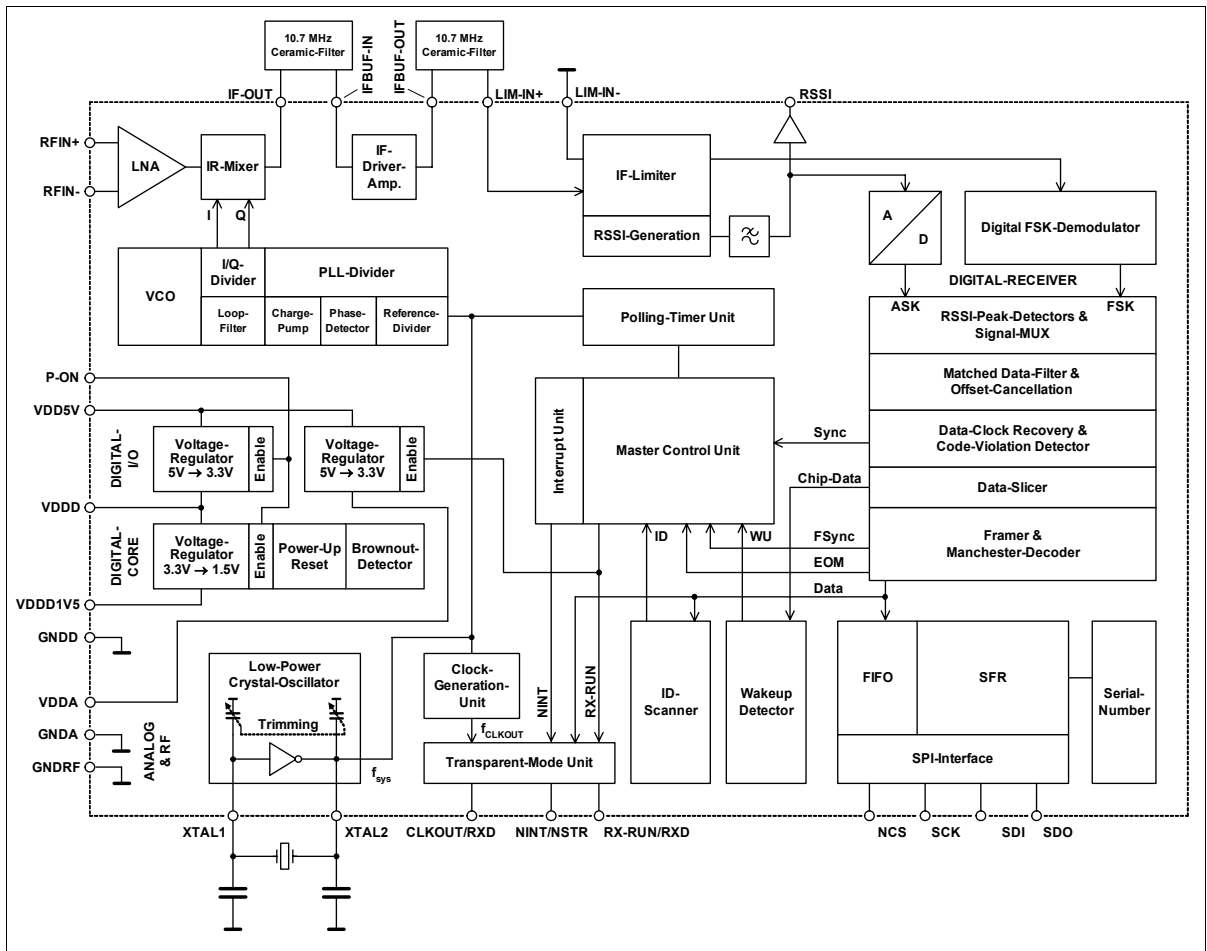 10.7 MHz
Ceramic-Filter
IFBUF-IN
IFBUF-OUT
10.7 MHz
Ceramic-Filter
IF-OUT
LIM-IN+
LIM-IN-
RSSI
RFIN+
RFIN-
LNA
IR-Mixer
IF-
Driver-
Amp.
IF-Limiter
RSSI-Generation
A
D
Digital FSK-Demodulator
I
Q
VCO
I/Q-
Divider
PLL-Divider
Loop-
Filter
Charge-
Pump
Phase-
Detector
Reference-
Divider
Polling-Timer Unit
DIGITAL-RECEIVER
ASK
FSK
RSSI-Peak-Detectors &
Signal-MUX
Matched Data-Filter &
Offset-Cancellation
Data-Clock Recovery &
Code-Violation Detector
Data-Slicer
Framer &
Manchester-Decoder
P-ON
VDD5V
DIGITAL-
I/O
Voltage-
Regulator
5V → 3.3V
Enable
Voltage-
Regulator
5V → 3.3V
Enable
Interrupt Unit
Master Control Unit
Sync
Chip-Data
FSync
EOM
Data
ID
WU
VDDD
DIGITAL-
CORE
Voltage-
Regulator
3.3V → 1.5V
Enable
Power-Up
Reset
Brownout-
Detector
VDDD1V5
GNDD
VDDA
GNDA
GNDRF
ANALOG
& RF
Low-Power
Crystal-Oscillator
Trimming
fsys
Clock-
Generation-
Unit
fCLKOUT
NINT
RX-RUN
Transparent-Mode Unit
ID-
Scanner
Wakeup
Detector
FIFO
SFR
SPI-Interface
Serial-
Number
XTAL1
XTAL2
CLKOUT/RXD
NINT/NSTR
RX-RUN/RXD
NCS
SCK
SDI
SDO